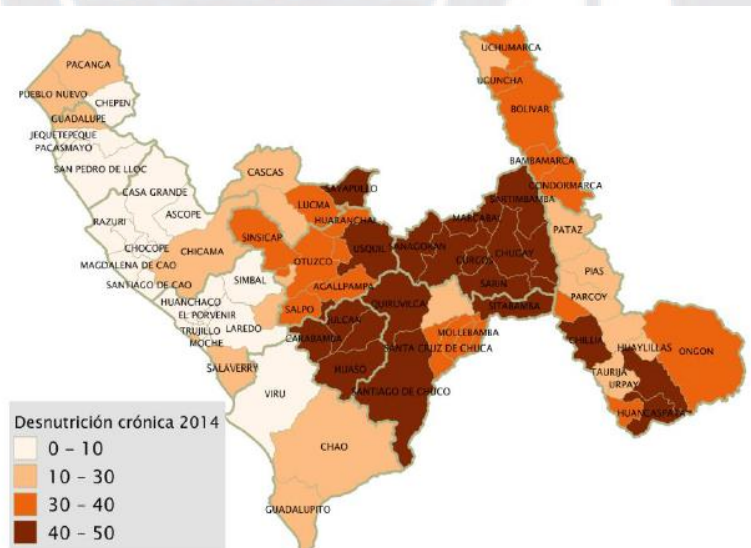 UCHUMARCA
PACANGA
UCUNCHA
PUEBLO NUEVO
CHEPEN
BOLIVAR
GUADALUPE
JEQUETEPEQUE
PACASMAYO
BAMBAMARCA
SAN PEDRO DE LLOC
CASCAS
CONDORMARCA
SAYAPULLO
SARTIMBAMBA
CASA GRANDE
LUCMA
MARCABAL
RAZURI
ASCOPE
HUARANCHAL
PATAZ
SINSICAP
USQUIL
SANAGORAN
CHUGAY
CHOCOPE
CHICAMA
OTUZCO
CURGOS
MAGDALENA DE CAO
PIAS
SANTIAGO DE CAO
SIMBAL
AGALLPAMPA
SARIN
PARCOY
HUANCHACO
QUIRUVILCA
SITABAMBA
EL PORVENIR
SALPO
TRUJILLO
LAREDO
JULCAN
MOLLEBAMBA
MOCHE
CARABAMBA
SANTA CRUZ DE CHUCA
CHILLIA
HUAYLILLAS
ONGON
SALAVERRY
HUASO
TAURIJA
URPAY
VIRU
SANTIAGO DE CHUCO
HUANCASPATA
Desnutrición crónica 2014
0 - 10
10 - 30
30 - 40
40 - 50
CHAO
GUADALUPITO